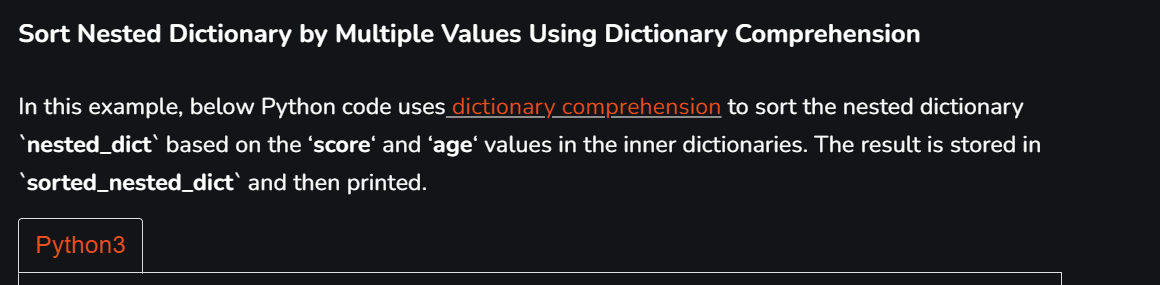 Sort Nested Dictionary by Multiple Values Using Dictionary Comprehension
In this example, below Python code uses dictionary comprehension to sort the nested dictionary
`nested_dict` based on the ‘score‘ and ‘age‘ values in the inner dictionaries. The result is stored in
`sorted_nested_dict` and then printed.
Python3